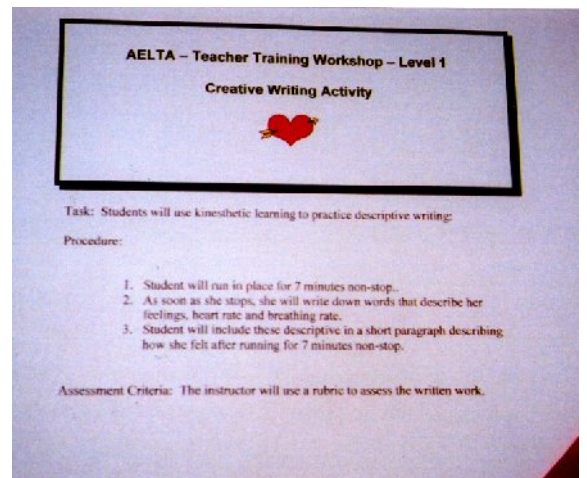 AELTA – Teacher Training Workshop – Level 1
Creative Writing Activity
Task: Students will use kinesthetic learning to practice descriptive writing:
Procedure:
1. Student will run in place for 7 minutes non-stop..
2. As soon as she stops, she will write down words that describe her
feelings, heart rate and breathing rate.
3. Student will include these descriptive in a short paragraph describing
how she felt after running for 7 minutes non-stop.
Assessment Criteria: The instructor will use a rubric to assess the written work.